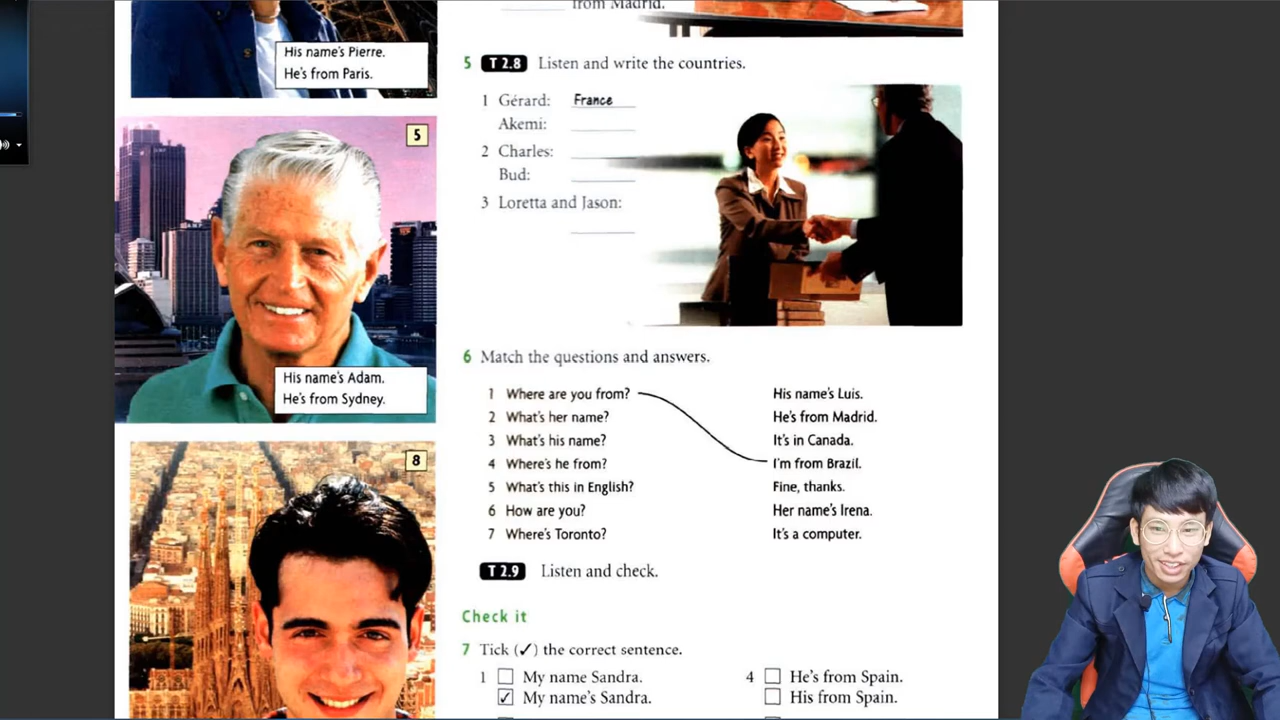 from Madrid.
His name's Pierre.
He's from Paris.
5
His name's Adam.
He's from Sydney.
8
5 T 2.8 Listen and write the countries.
1 Gérard: France
Akemi:
2 Charles:
Bud:
3 Loretta and Jason:
6 Match the questions and answers.
1 Where are you from? His name's Luis.
2 What's her name? He's from Madrid.
3 What's his name? It's in Canada.
4 Where's he from? I'm from Brazil.
5 What's this in English? Fine, thanks.
6 How are you? Her name's Irena.
7 Where's Toronto? It's a computer.
T 2.9 Listen and check.
Check it
7 Tick (✓) the correct sentence.
1 My name Sandra. 4 He's from Spain.
✓ My name's Sandra. His from Spain.